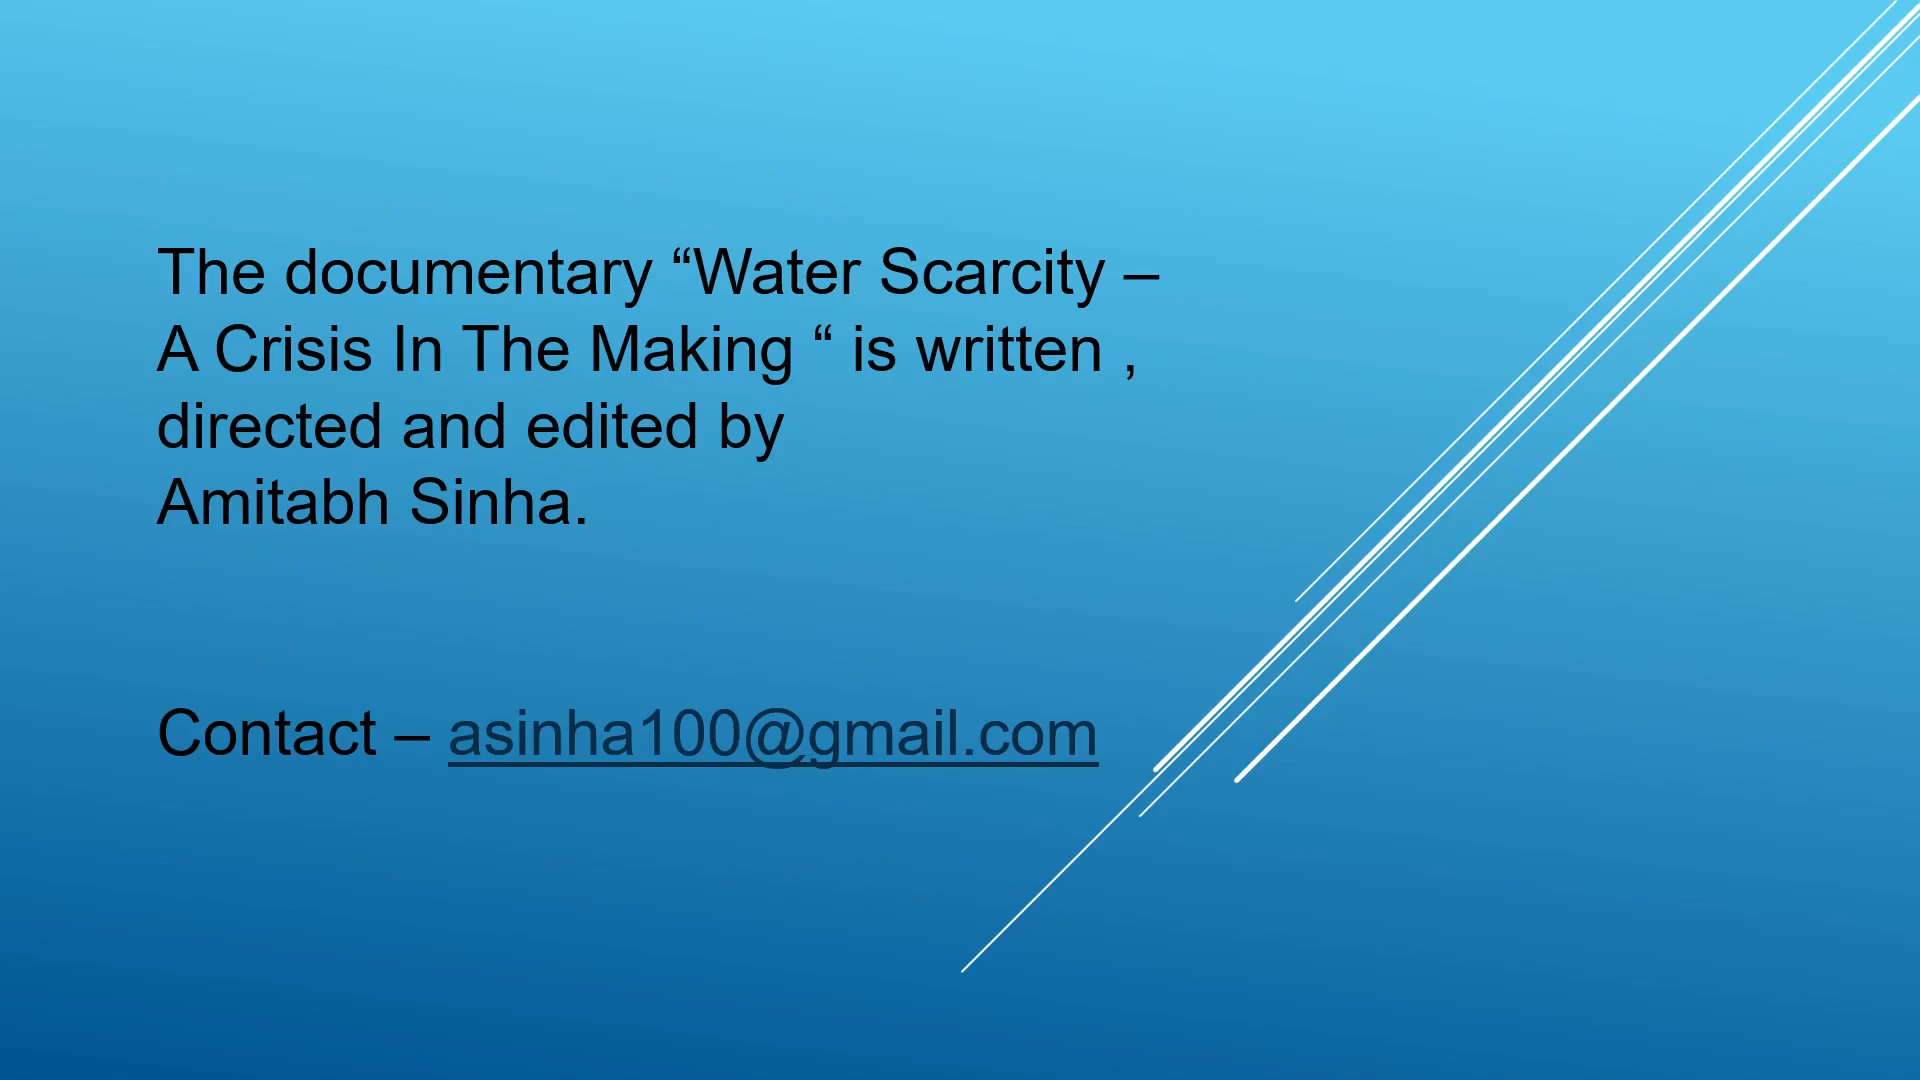 The documentary “Water Scarcity –
A Crisis In The Making “ is written ,
directed and edited by
Amitabh Sinha.
Contact – asinha100@gmail.com